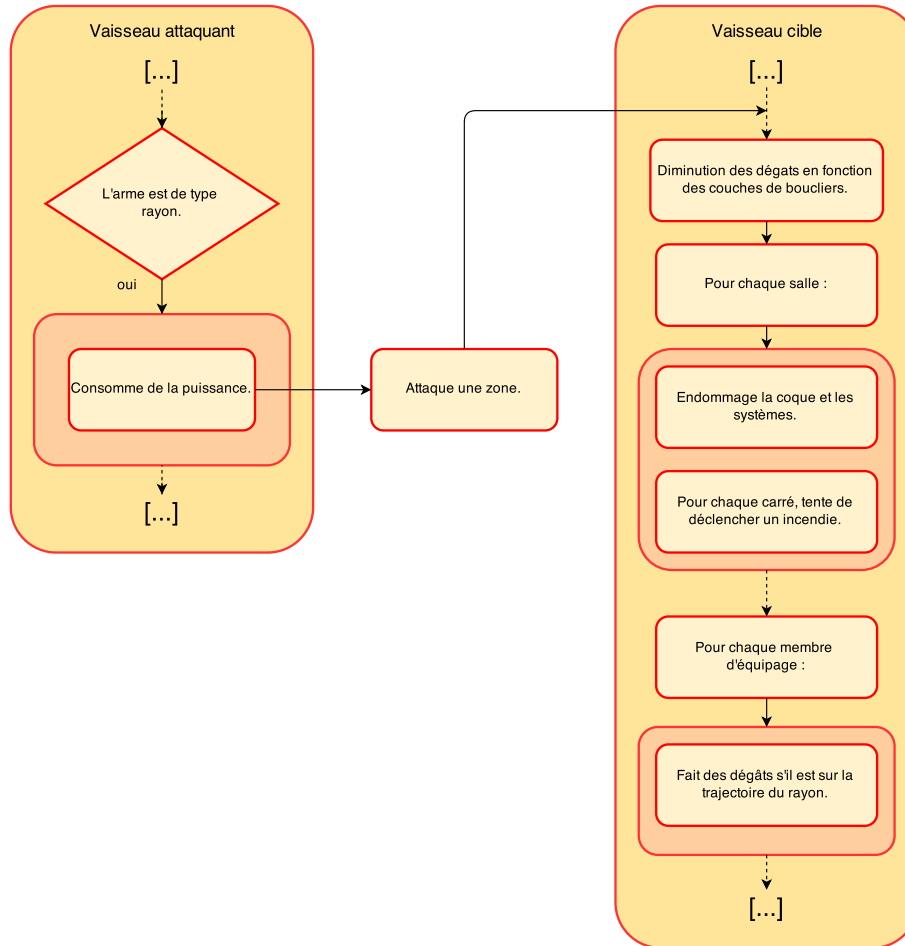 Vaisseau attaquant
[...]
L'arme est de type
rayon.
oui
Consomme de la puissance.
[...]
Attaque une zone.
Vaisseau cible
[...]
Diminution des dégats en fonction
des couches de boucliers.
Pour chaque salle :
Endommage la coque et les
systèmes.
Pour chaque carré, tente de
déclencher un incendie.
Pour chaque membre
d'équipage :
Fait des dégâts s'il est sur la
trajectoire du rayon.
[...]